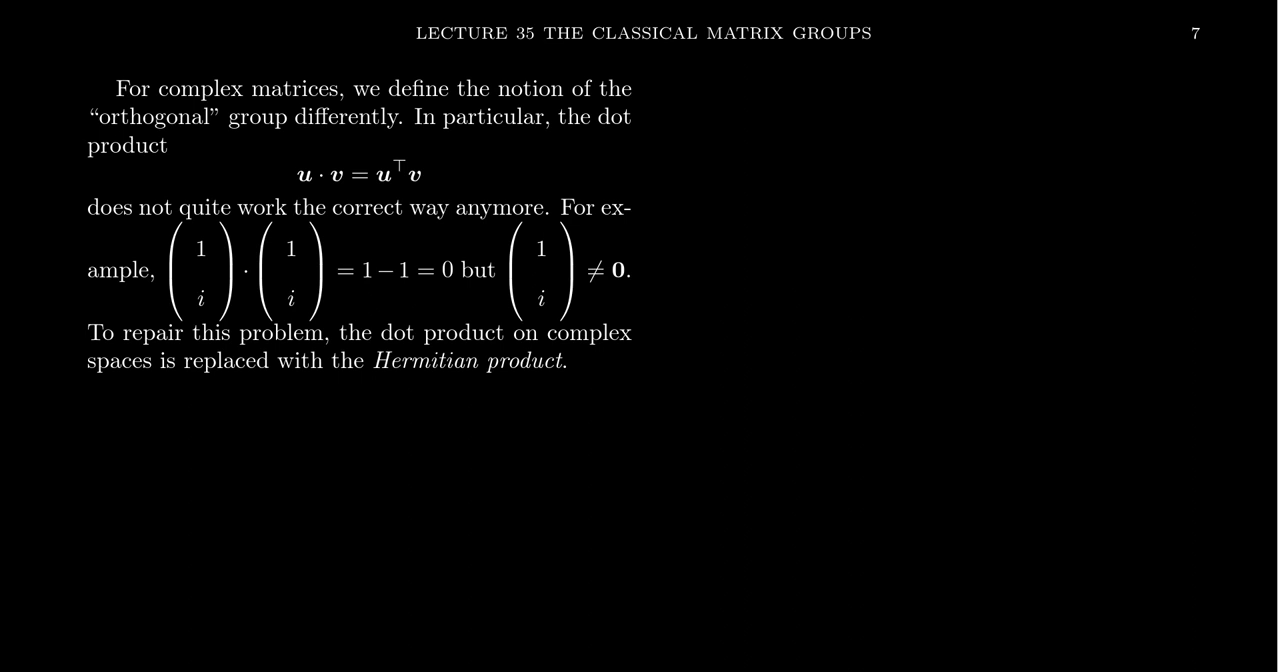 LECTURE 35 THE CLASSICAL MATRIX GROUPS 7
For complex matrices, we define the notion of the
“orthogonal” group differently. In particular, the dot
product
u · v = u⊤v
does not quite work the correct way anymore. For ex-
ample, (1 i) · (1 i) = 1 − 1 = 0 but (1 i) ≠ 0.
To repair this problem, the dot product on complex
spaces is replaced with the Hermitian product.